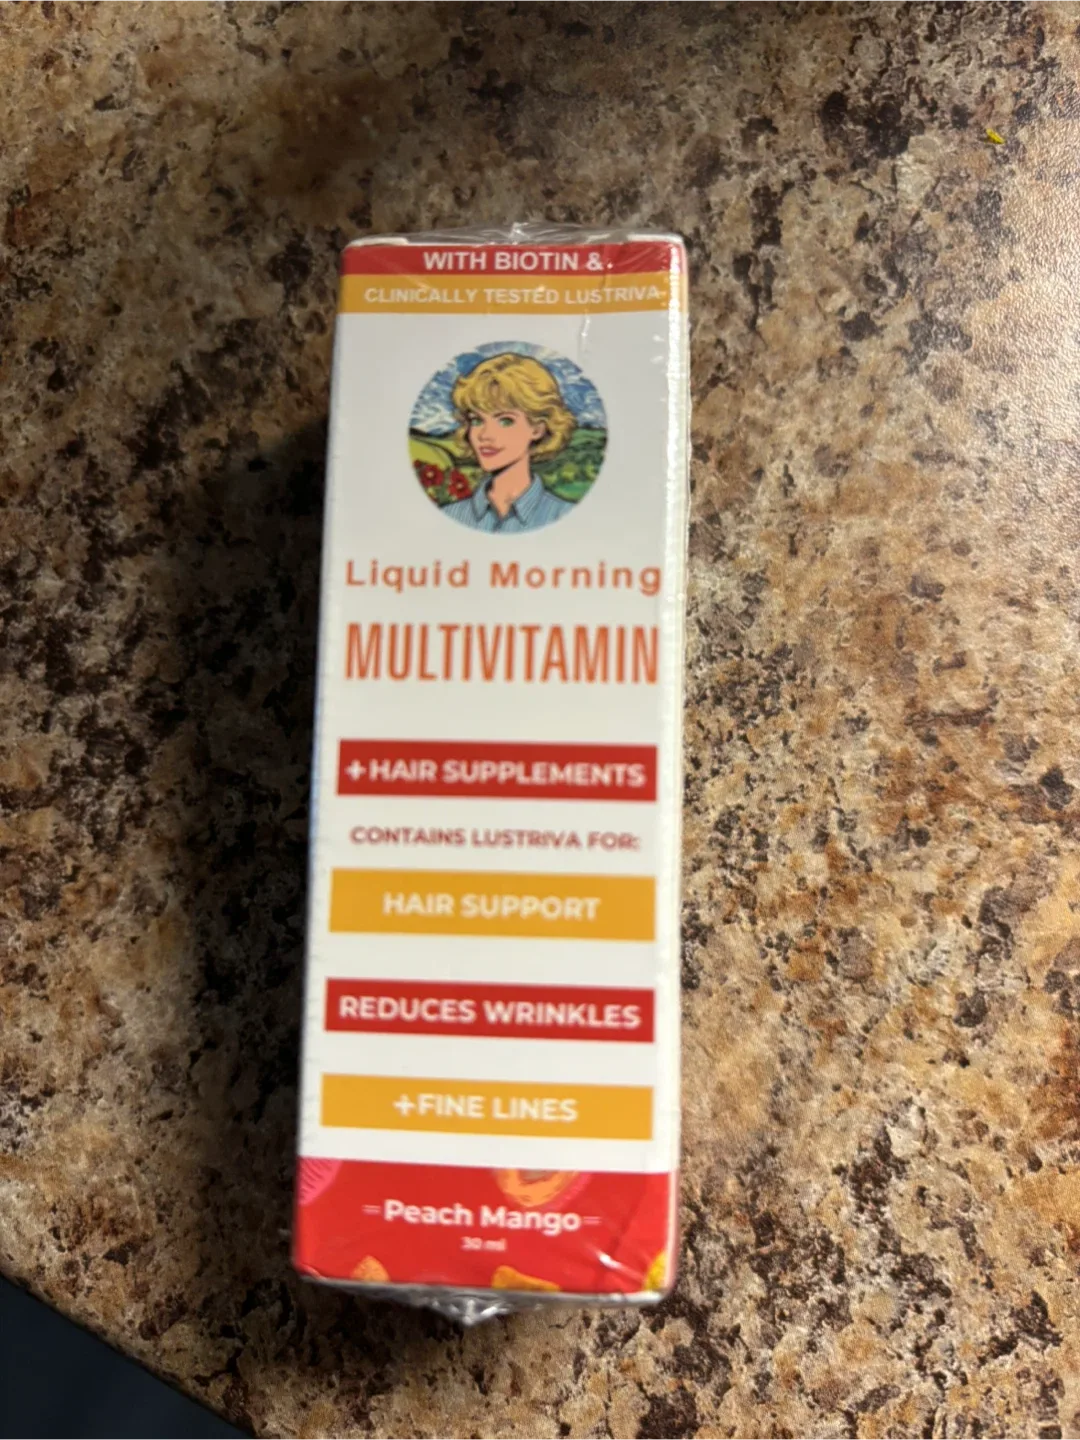 WITH BIOTIN &
CLINICALLY TESTED LUSTRIVA
Liquid Morning
MULTIVITAMIN
+HAIR SUPPLEMENTS
CONTAINS LUSTRIVA FOR:
HAIR SUPPORT
REDUCES WRINKLES
+FINE LINES
Peach Mango
30 ml